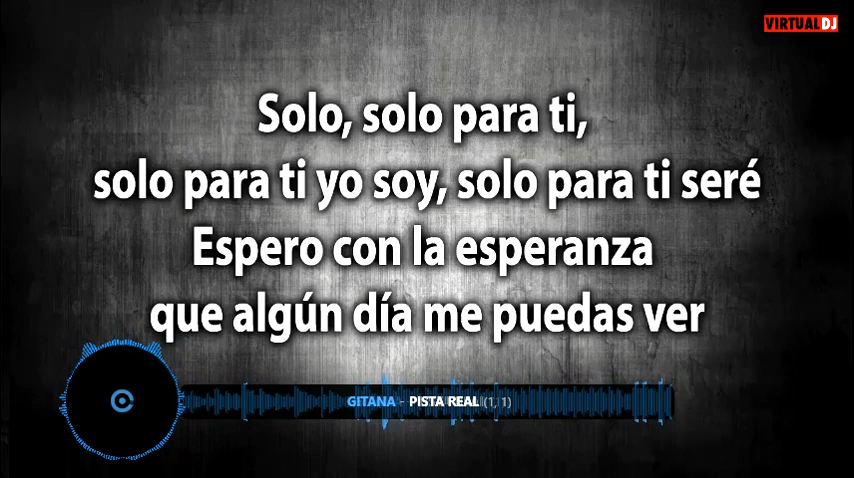 VIRTUALDJ
Solo, solo para ti,
solo para ti yo soy, solo para ti seré
Espero con la esperanza
que algún día me puedas ver
GITANA - PISTA REAL (1, 1)